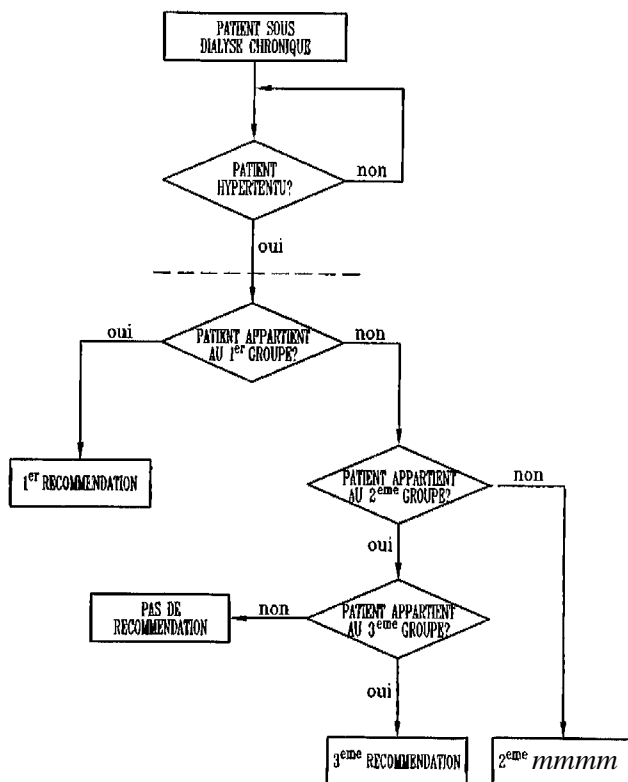 PATIENT SOUS
DIALYSE CHRONIQUE
PATIENT
HYPERTENTU?
non
oui
oui
PATIENT APPARTIENT
AU 1er GROUPE?
non
1er RECOMMENDATION
PATIENT APPARTIENT
AU 2eme GROUPE?
non
oui
PAS DE
RECOMMENDATION
non
PATIENT APPARTIENT
AU 3eme GROUPE?
oui
3eme RECOMMENDATION
2eme mmmm